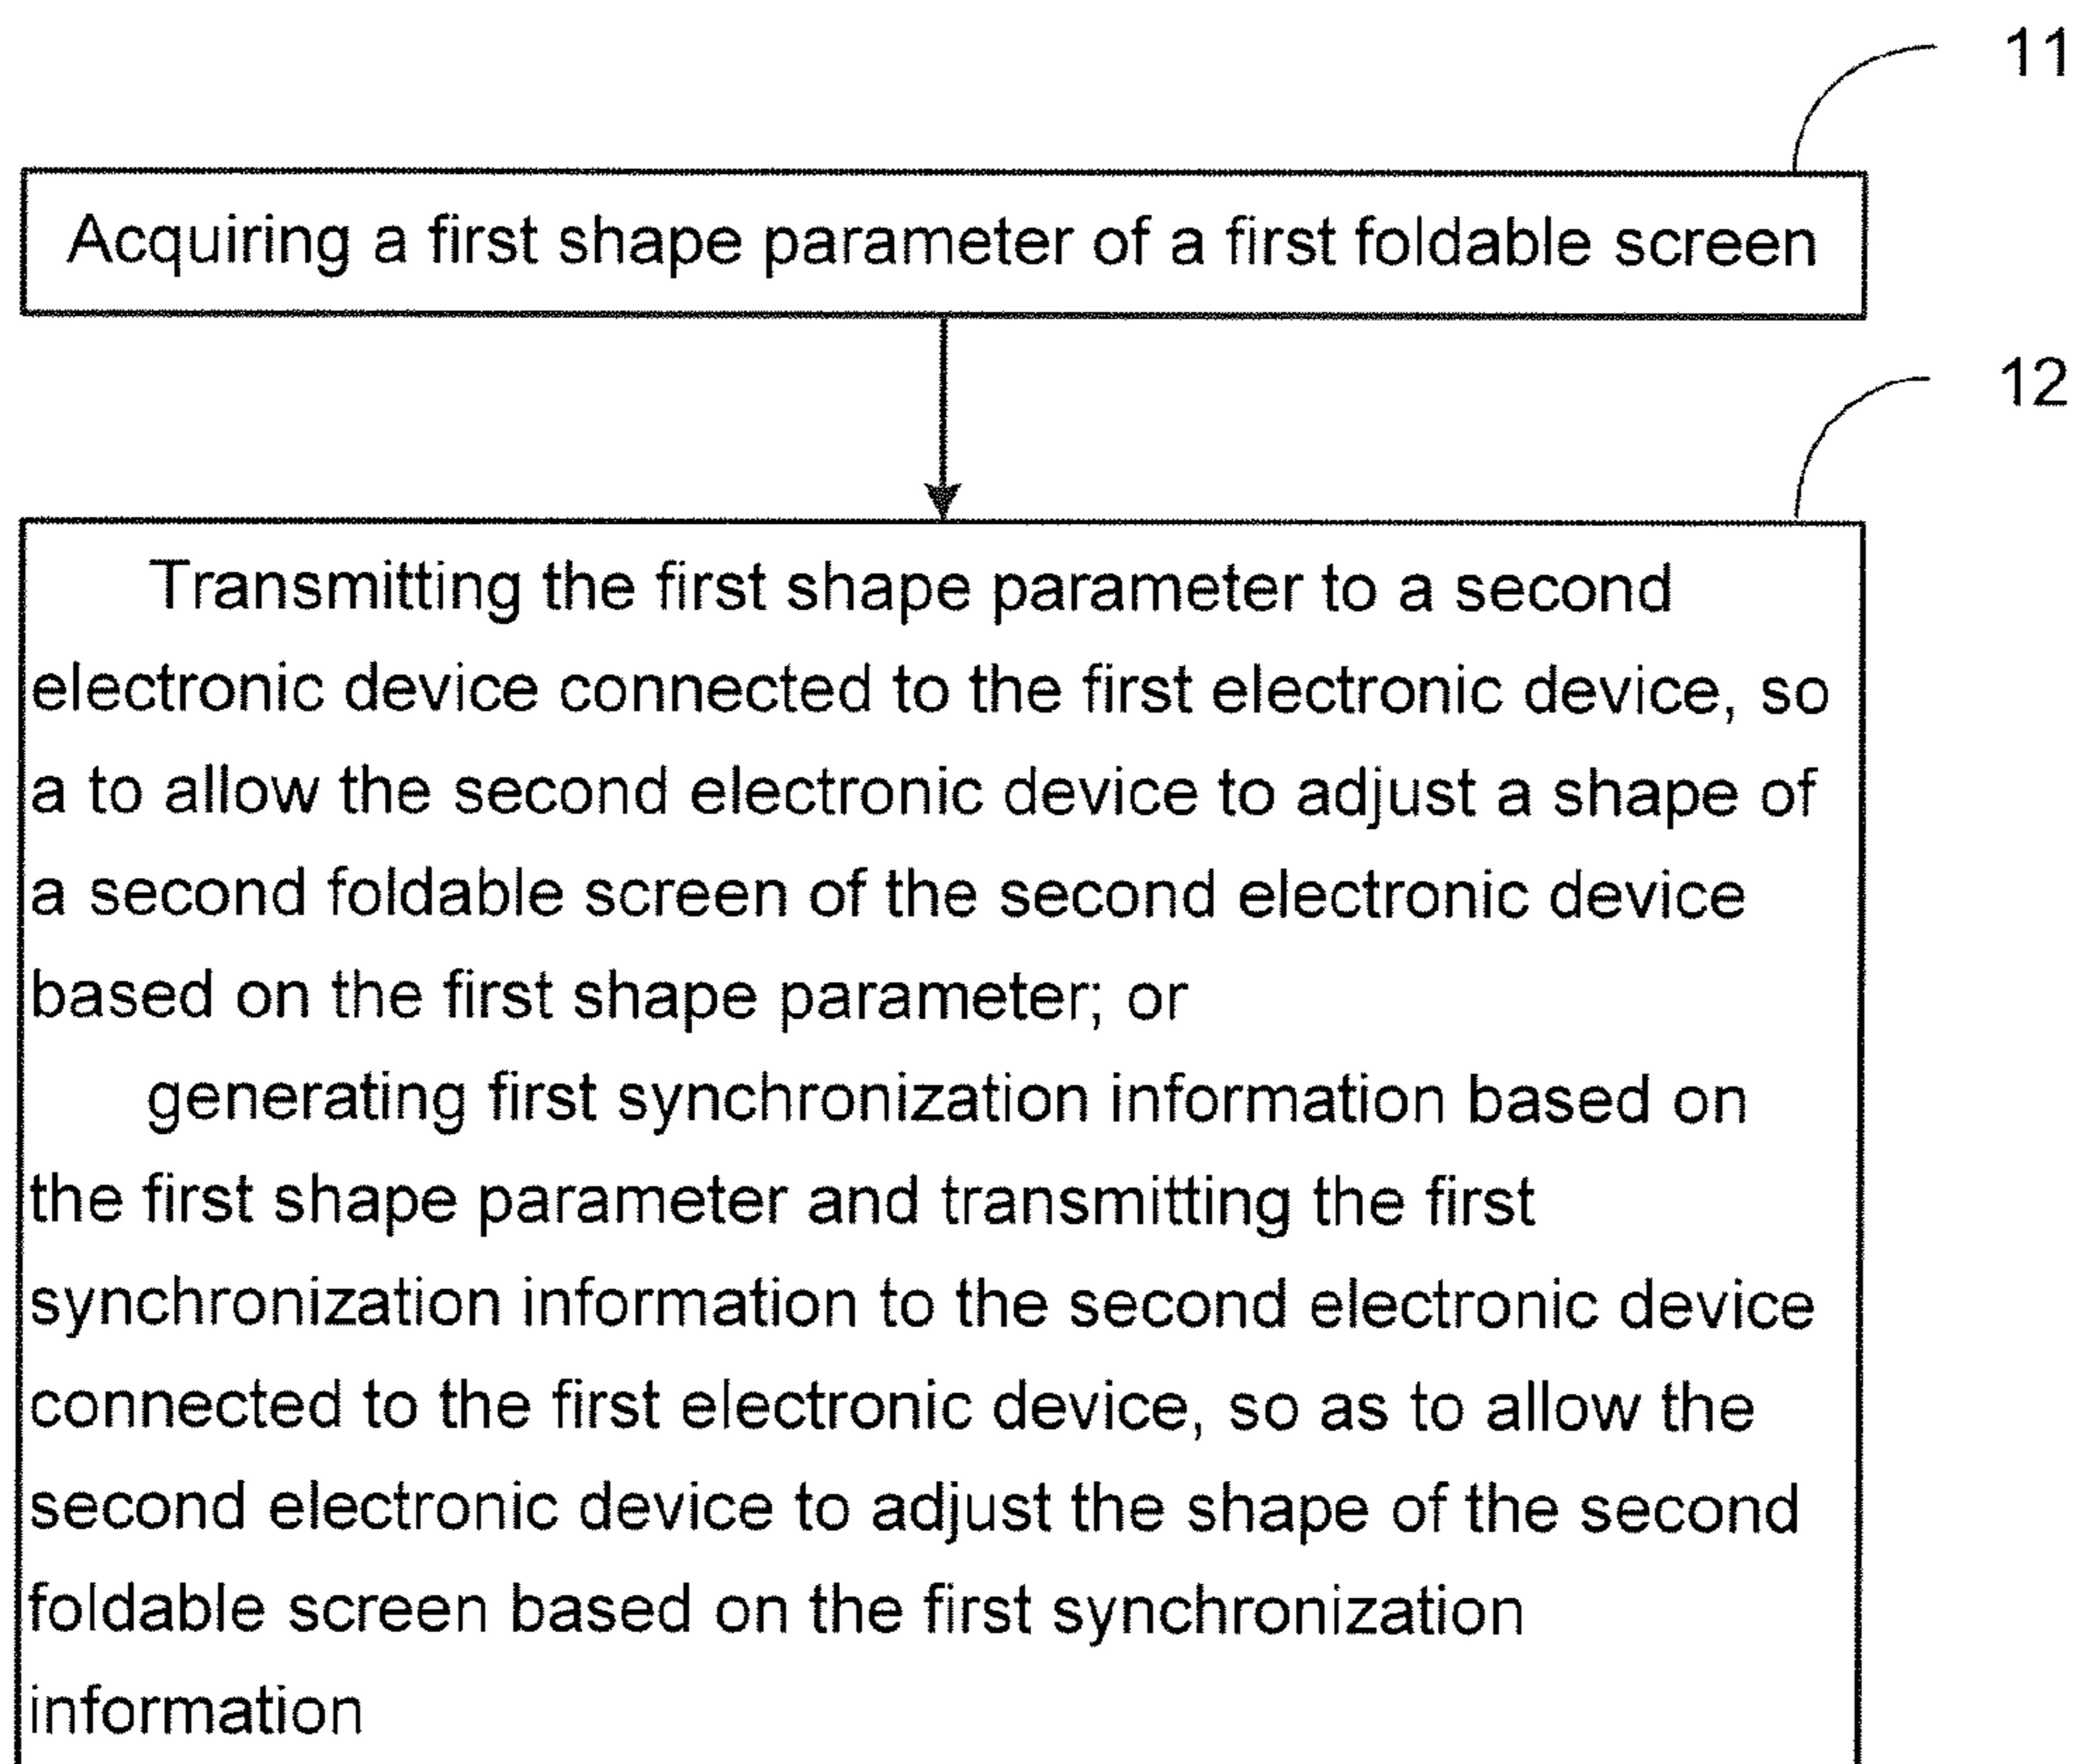 11
Acquiring a first shape parameter of a first foldable screen
12
Transmitting the first shape parameter to a second
electronic device connected to the first electronic device, so
a to allow the second electronic device to adjust a shape of
a second foldable screen of the second electronic device
based on the first shape parameter; or
generating first synchronization information based on
the first shape parameter and transmitting the first
synchronization information to the second electronic device
connected to the first electronic device, so as to allow the
second electronic device to adjust the shape of the second
foldable screen based on the first synchronization
information